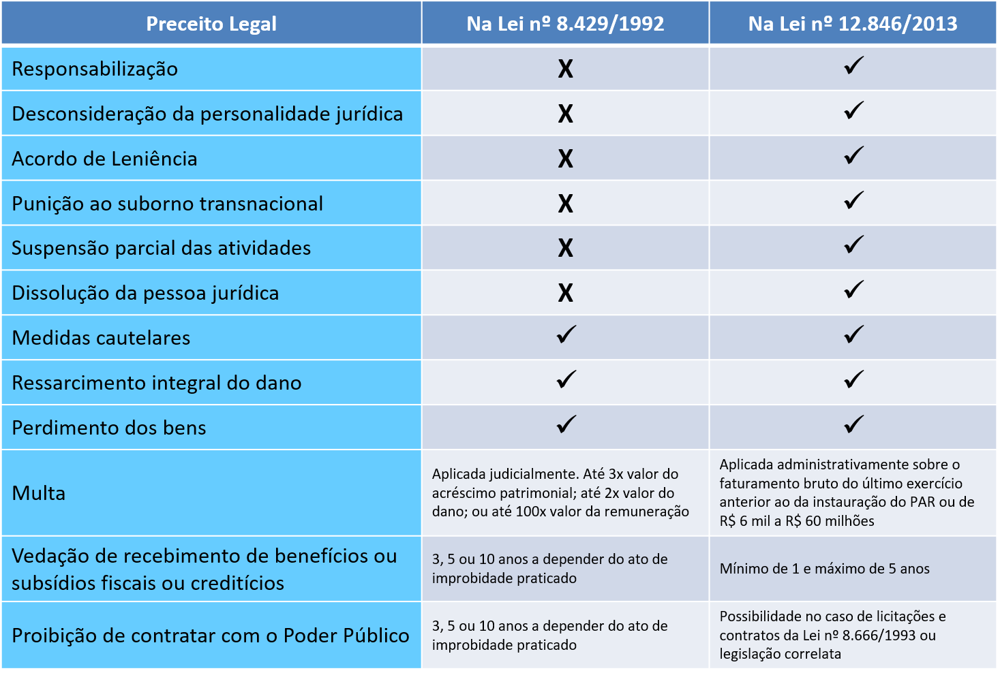 Preceito Legal
Na Lei nº 8.429/1992
Na Lei nº 12.846/2013
Responsabilização
X
✓
Desconsideração da personalidade jurídica
X
✓
Acordo de Leniência
X
✓
Punição ao suborno transnacional
X
✓
Suspensão parcial das atividades
X
✓
Dissolução da pessoa jurídica
X
✓
Medidas cautelares
✓
✓
Ressarcimento integral do dano
✓
✓
Perdimento dos bens
✓
✓
Multa
Aplicada judicialmente. Até 3x valor do
acréscimo patrimonial; até 2x valor do
dano; ou até 100x valor da remuneração
Aplicada administrativamente sobre o
faturamento bruto do último exercício
anterior ao da instauração do PAR ou de
R$ 6 mil a R$ 60 milhões
Vedação de recebimento de benefícios ou
subsídios fiscais ou creditícios
3, 5 ou 10 anos a depender do ato de
improbidade praticado
Mínimo de 1 e máximo de 5 anos
Proibição de contratar com o Poder Público
3, 5 ou 10 anos a depender do ato de
improbidade praticado
Possibilidade no caso de licitações e
contratos da Lei nº 8.666/1993 ou
legislação correlata